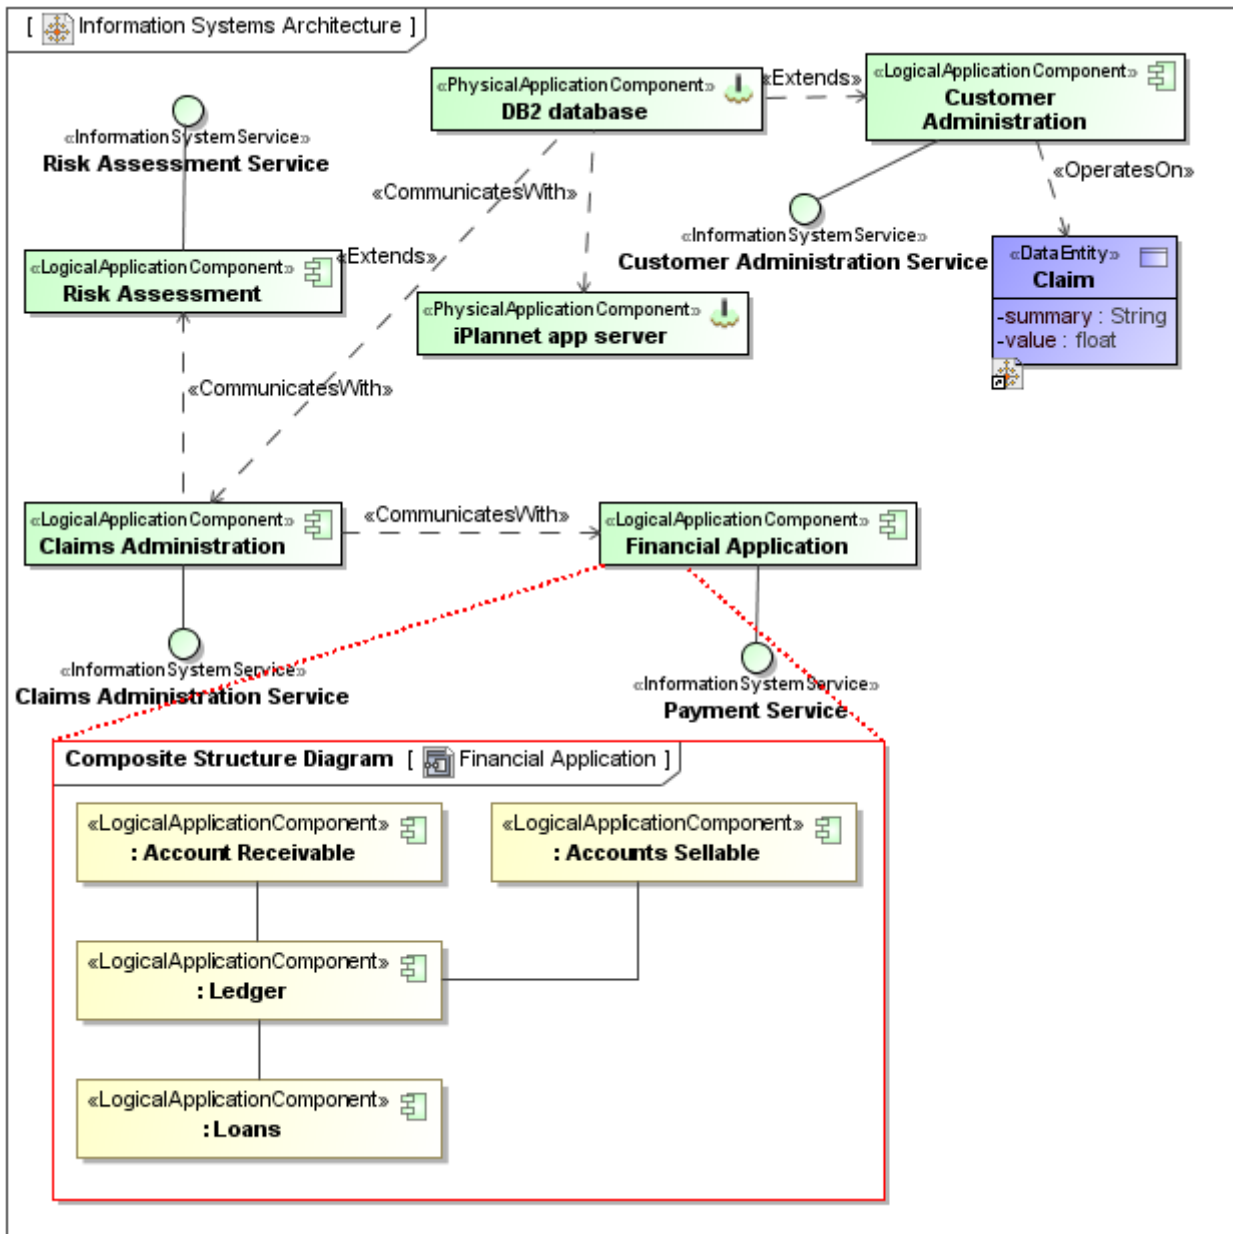 [ Information Systems Architecture ]
«PhysicalApplicationComponent»
DB2 database
«Extends»
«LogicalApplicationComponent»
Customer
Administration
«InformationSystemService»
Risk Assessment Service
«CommunicatesWith»
«OperatesOn»
«InformationSystemService»
Customer Administration Service
«DataEntity»
Claim
-summary : String
-value : float
«LogicalApplicationComponent»
Risk Assessment
«Extends»
«PhysicalApplicationComponent»
iPlannet app server
«CommunicatesWith»
«LogicalApplicationComponent»
Claims Administration
«CommunicatesWith»
«LogicalApplicationComponent»
Financial Application
«InformationSystemService»
Claims Administration Service
«InformationSystemService»
Payment Service
Composite Structure Diagram [ Financial Application ]
«LogicalApplicationComponent»
: Account Receivable
«LogicalApplicationComponent»
: Accounts Sellable
«LogicalApplicationComponent»
: Ledger
«LogicalApplicationComponent»
: Loans